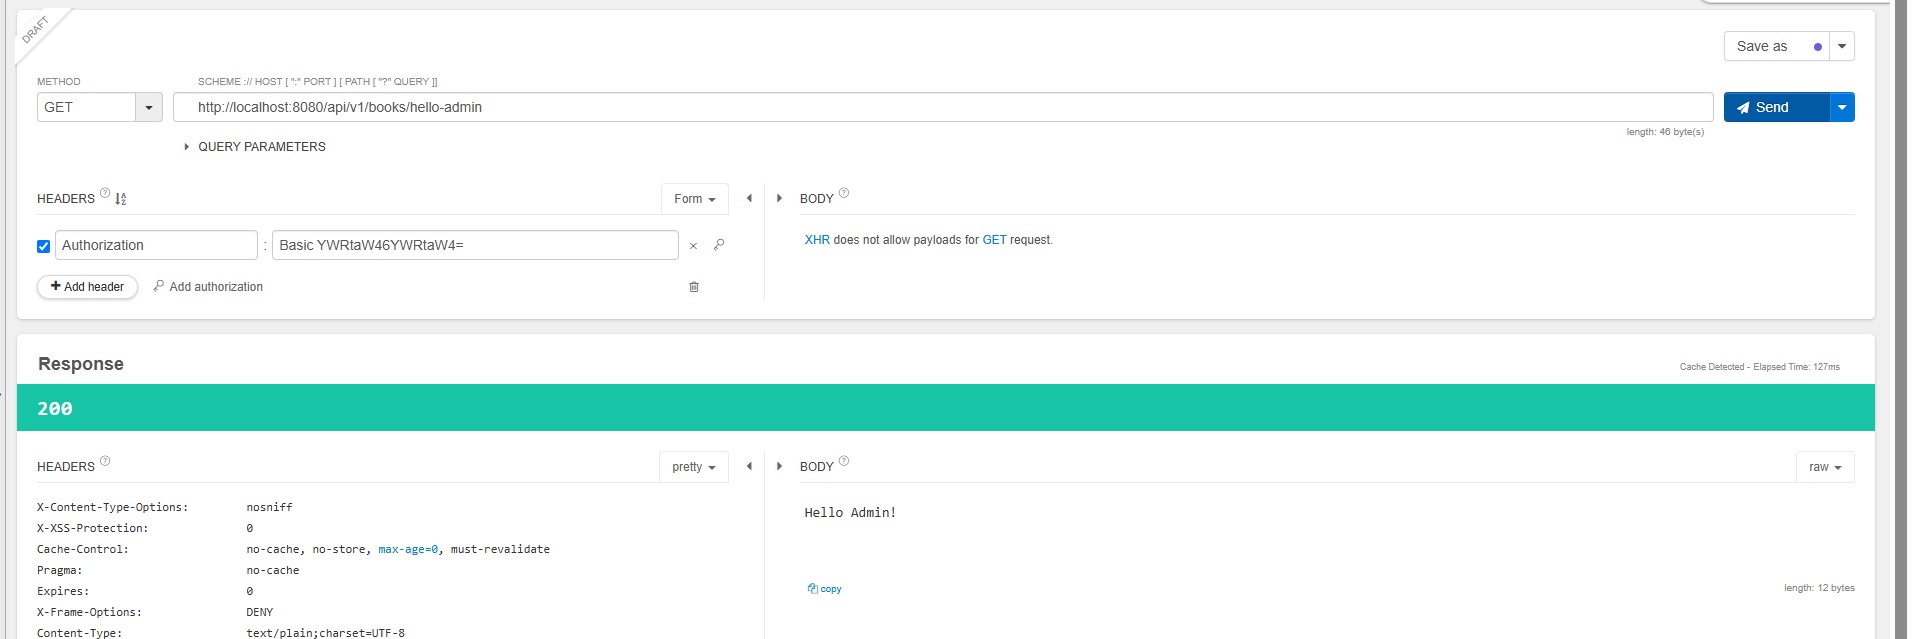 DRAFT
Save as
METHOD
SCHEME :// HOST [ ":" PORT ] [ PATH [ "?" QUERY ]]
GET
http://localhost:8080/api/v1/books/hello-admin
Send
length: 46 byte(s)
QUERY PARAMETERS
HEADERS
Form
BODY
Authorization : Basic YWRtaW46YWRtaW4=
XHR does not allow payloads for GET request.
Add header
Add authorization
Response
Cache Detected - Elapsed Time: 127ms
200
HEADERS
pretty
BODY
raw
X-Content-Type-Options: nosniff
X-XSS-Protection: 0
Cache-Control: no-cache, no-store, max-age=0, must-revalidate
Pragma: no-cache
Expires: 0
X-Frame-Options: DENY
Content-Type: text/plain;charset=UTF-8
Hello Admin!
copy
length: 12 bytes